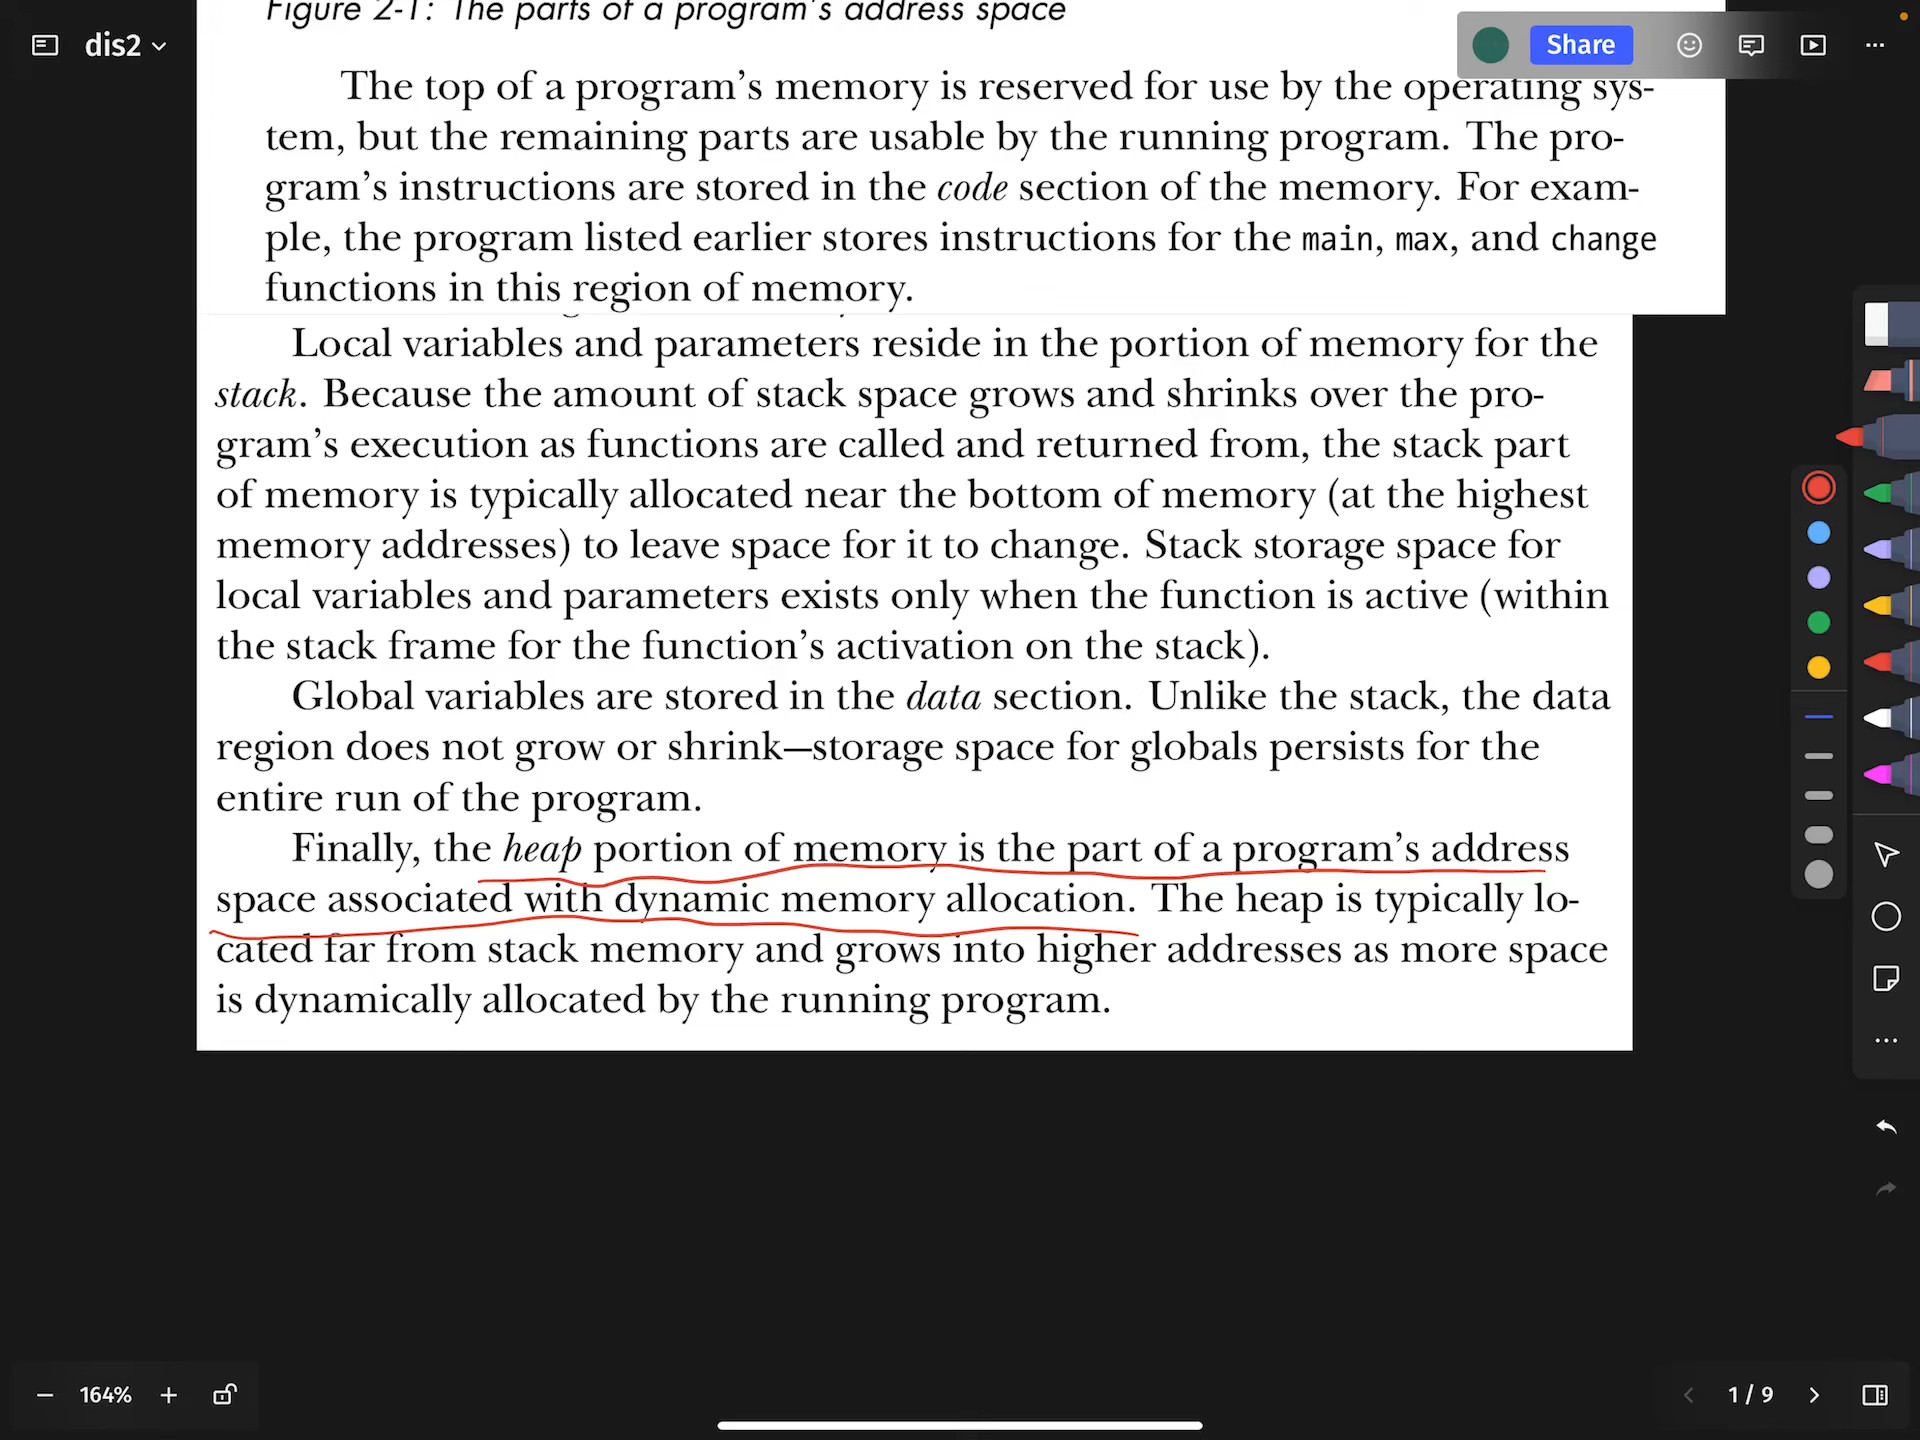 Figure 2-1: The parts of a program's address space
dis2
Share
The top of a program's memory is reserved for use by the operating sys-
tem, but the remaining parts are usable by the running program. The pro-
gram's instructions are stored in the code section of the memory. For exam-
ple, the program listed earlier stores instructions for the main, max, and change
functions in this region of memory.
Local variables and parameters reside in the portion of memory for the
stack. Because the amount of stack space grows and shrinks over the pro-
gram's execution as functions are called and returned from, the stack part
of memory is typically allocated near the bottom of memory (at the highest
memory addresses) to leave space for it to change. Stack storage space for
local variables and parameters exists only when the function is active (within
the stack frame for the function's activation on the stack).
Global variables are stored in the data section. Unlike the stack, the data
region does not grow or shrink—storage space for globals persists for the
entire run of the program.
Finally, the heap portion of memory is the part of a program's address
space associated with dynamic memory allocation. The heap is typically lo-
cated far from stack memory and grows into higher addresses as more space
is dynamically allocated by the running program.
164%
1 / 9